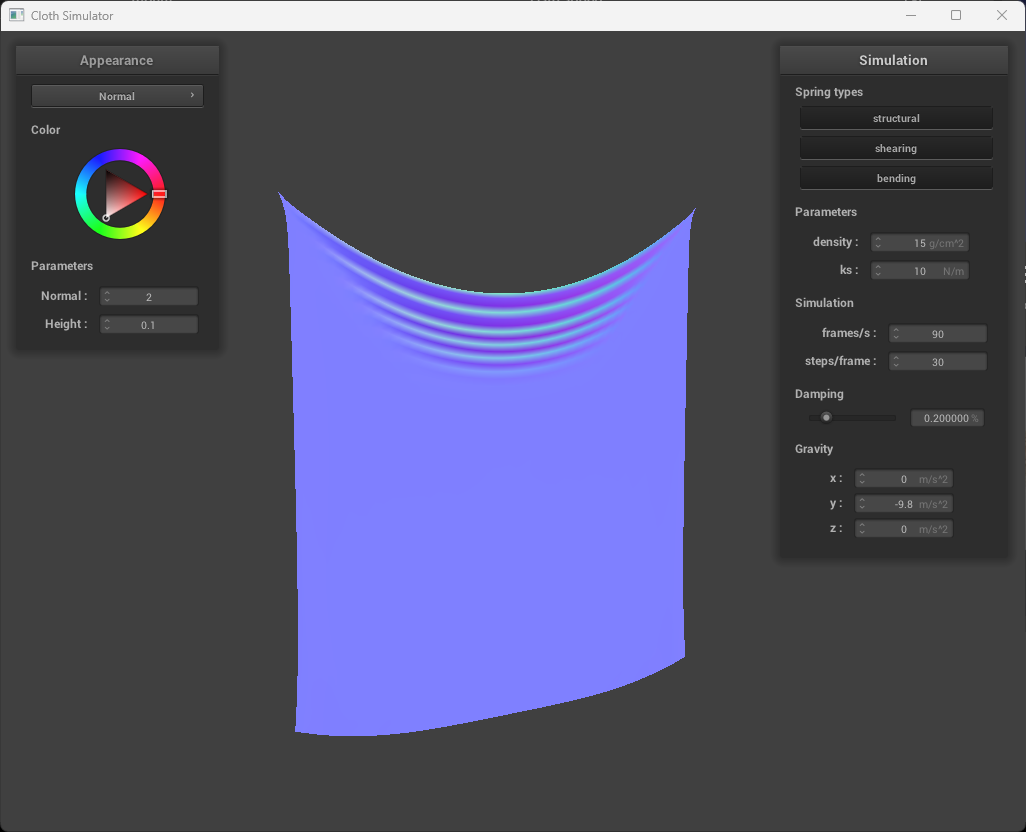 Cloth Simulator
Appearance
Normal
Color
Parameters
Normal : 2
Height : 0.1
Simulation
Spring types
structural
shearing
bending
Parameters
density : 15 g/cm^2
ks : 10 N/m
Simulation
frames/s : 90
steps/frame : 30
Damping
0.200000 %
Gravity
x : 0 m/s^2
y : -9.8 m/s^2
z : 0 m/s^2